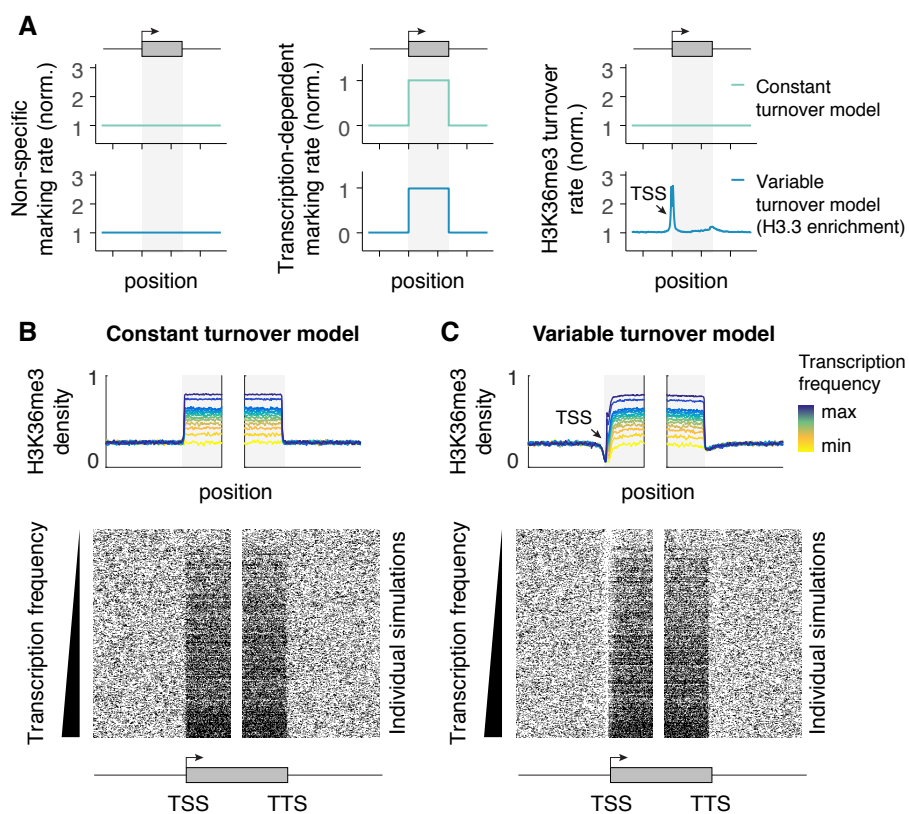 A
Non-specific
marking rate (norm.)
3
2
1
3
2
1
position
Transcription-dependent
marking rate (norm.)
1
0
1
0
position
H3K36me3 turnover
rate (norm.)
3
2
1
3
2
1
TSS
position
Constant
turnover model
Variable
turnover model
(H3.3 enrichment)
B
Constant turnover model
H3K36me3
density
1
0
position
Transcription frequency
Individual simulations
TSS
TTS
C
Variable turnover model
H3K36me3
density
1
0
TSS
position
Transcription
frequency
max
min
Transcription frequency
Individual simulations
TSS
TTS